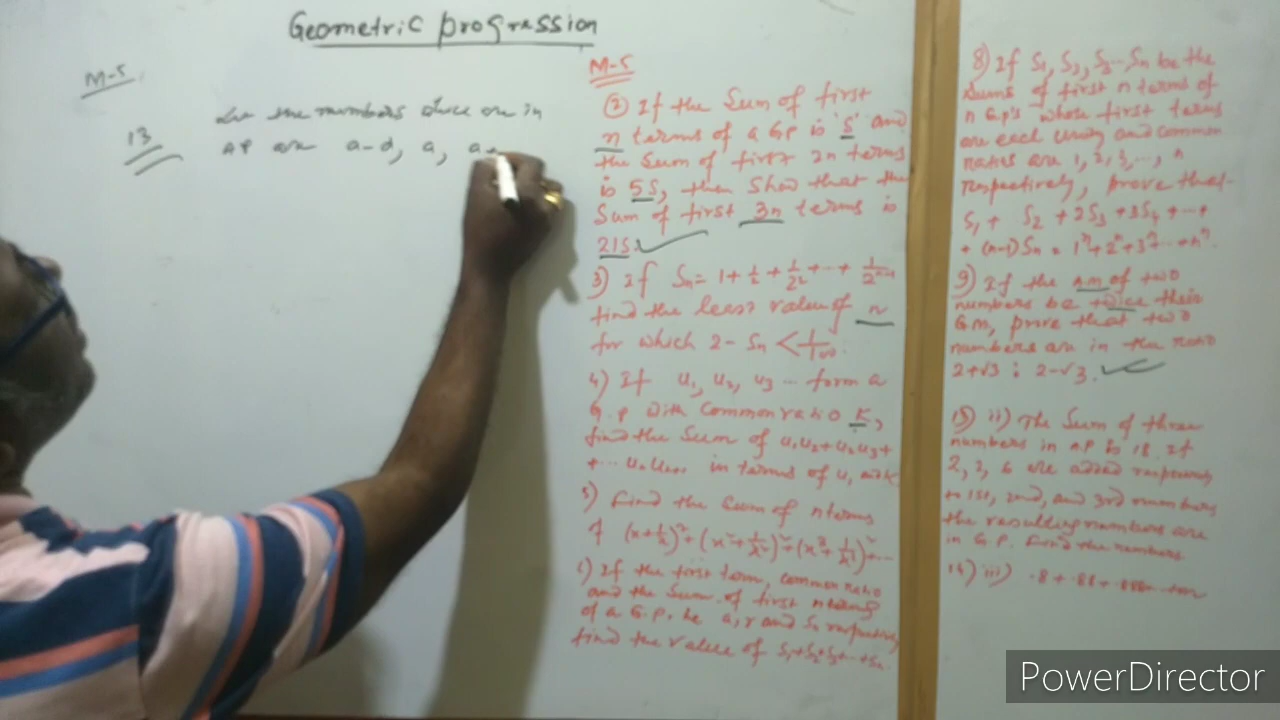 Geometric progression
M-5
13
Let the numbers which are in
AP are a-d, a, a+
M-5
② If the Sum of first
n terms of a GP is 'S' and
the Sum of first 2n terms
is 5S, then Show that the
Sum of first 3n terms is
21S.
3) If Sn = 1 + 1/2 + 1/2² + ... + 1/2ⁿ⁻¹
find the least value of n
for which 2 - Sn < 1/100.
4) If u₁, u₂, u₃ ... form a
G.P with Common ratio K,
find the Sum of u₁u₂+u₂u₃+
+... uₙuₙ₊₁ in terms of u₁ and K
5) Find the Sum of n terms
of (x+1/x)² + (x²+1/x²)² + (x³+1/x³)² + ...
6) If the first term, common ratio
and the Sum of first n terms
of a G.P. be a, r and Sn respectively
find the value of S₁+S₂+S₃+...+Sn
8) If S₁, S₂, S₃...Sn be the
Sums of first n terms of
n G.P's whose first terms
are each unity and common
ratios are 1, 2, 3, ..., n
respectively, prove that
S₁ + S₂ + 2S₃ + 3S₄ + ... +
+ (n-1)Sn = 1ⁿ + 2ⁿ + 3ⁿ ... nⁿ.
9) If the AM of two
numbers be twice their
GM, prove that two
numbers are in the ratio
2+√3 : 2-√3.
13) ii) The Sum of three
numbers in A.P is 18. If
2, 2, 6 are added respectively
to 1st, 2nd, and 3rd numbers
the resulting numbers are
in G.P. Find the numbers
14) iii) .8 + .88 + .888
PowerDirector